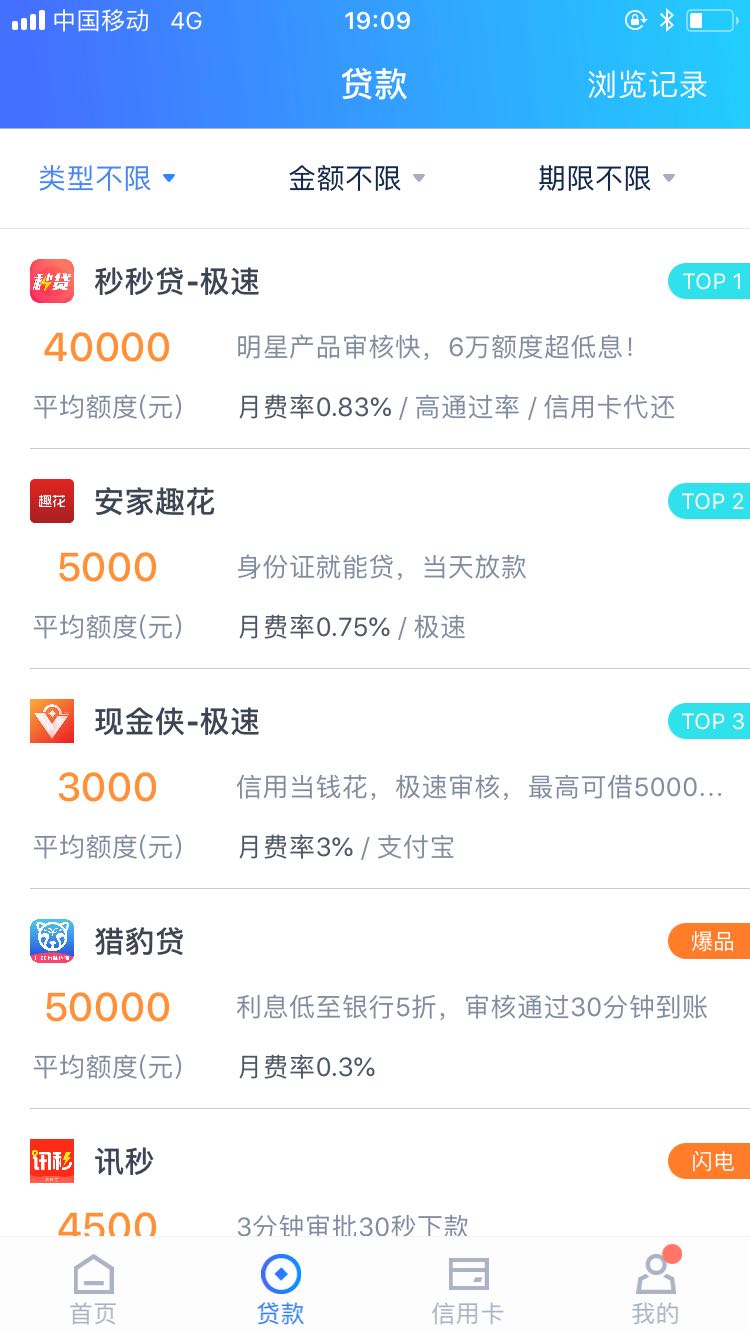 中国移动 4G 19:09
贷款 浏览记录
类型不限 金额不限 期限不限
秒贷 秒秒贷-极速 TOP 1
40000 明星产品审核快，6万额度超低息！
平均额度(元) 月费率0.83% / 高通过率 / 信用卡代还
趣花 安家趣花 TOP 2
5000 身份证就能贷，当天放款
平均额度(元) 月费率0.75% / 极速
现金侠-极速 TOP 3
3000 信用当钱花，极速审核，最高可借5000...
平均额度(元) 月费率3% / 支付宝
猎豹贷 爆品
50000 利息低至银行5折，审核通过30分钟到账
平均额度(元) 月费率0.3%
讯秒 讯秒 闪电
4500 3分钟审批30秒下款
首页 贷款 信用卡 我的